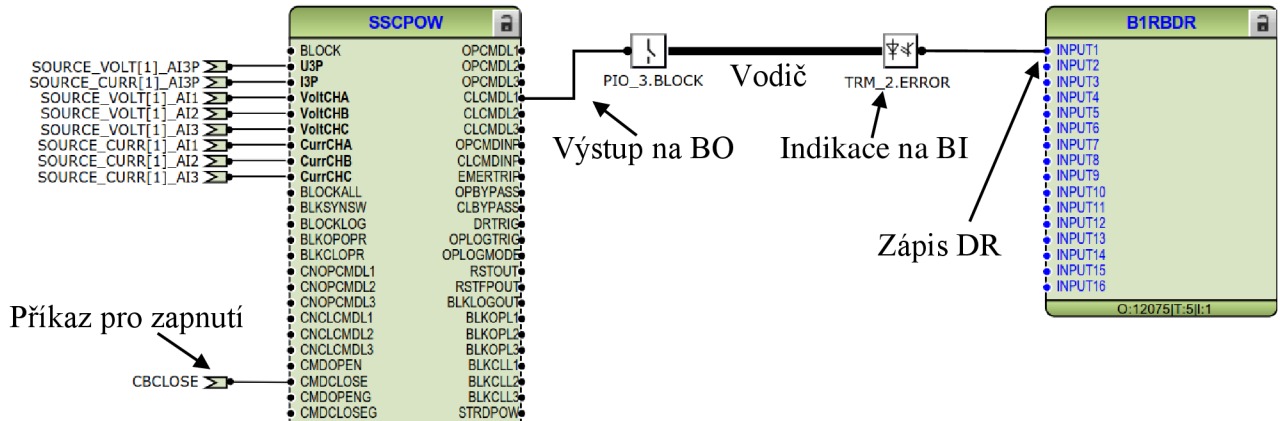 SSCPOW
BLOCK OPCMDL1
SOURCE_VOLT[1]_AI3P U3P OPCMDL2
SOURCE_CURR[1]_AI3P I3P OPCMDL3
SOURCE_VOLT[1]_AI1 VoltCHA CLCMDL1
SOURCE_VOLT[1]_AI2 VoltCHB CLCMDL2
SOURCE_VOLT[1]_AI3 VoltCHC CLCMDL3
SOURCE_CURR[1]_AI1 CurrCHA OPCMDINP
SOURCE_CURR[1]_AI2 CurrCHB CLCMDINP
SOURCE_CURR[1]_AI3 CurrCHC EMERTRIP
BLOCKALL OPBYPASS
BLKSYNSW CLBYPASS
BLOCKLOG DRTRIG
BLKOPOPR OPLOGTRIG
BLKCLOPR OPLOGMODE
CNOPCMDL1 RSTOUT
CNOPCMDL2 RSTFPOUT
CNOPCMDL3 BLKLOGOUT
CNCLCMDL1 BLKOPL1
CNCLCMDL2 BLKOPL2
CNCLCMDL3 BLKOPL3
CMDOPEN BLKCLL1
CBCLOSE CMDCLOSE BLKCLL2
CMDOPENG BLKCLL3
CMDCLOSEG STRDPOW
Příkaz pro zapnutí
PIO_3.BLOCK
Vodič
TRM_2.ERROR
Výstup na BO
Indikace na BI
Zápis DR
B1RBDR
INPUT1
INPUT2
INPUT3
INPUT4
INPUT5
INPUT6
INPUT7
INPUT8
INPUT9
INPUT10
INPUT11
INPUT12
INPUT13
INPUT14
INPUT15
INPUT16
O:12075|T:5|I:1